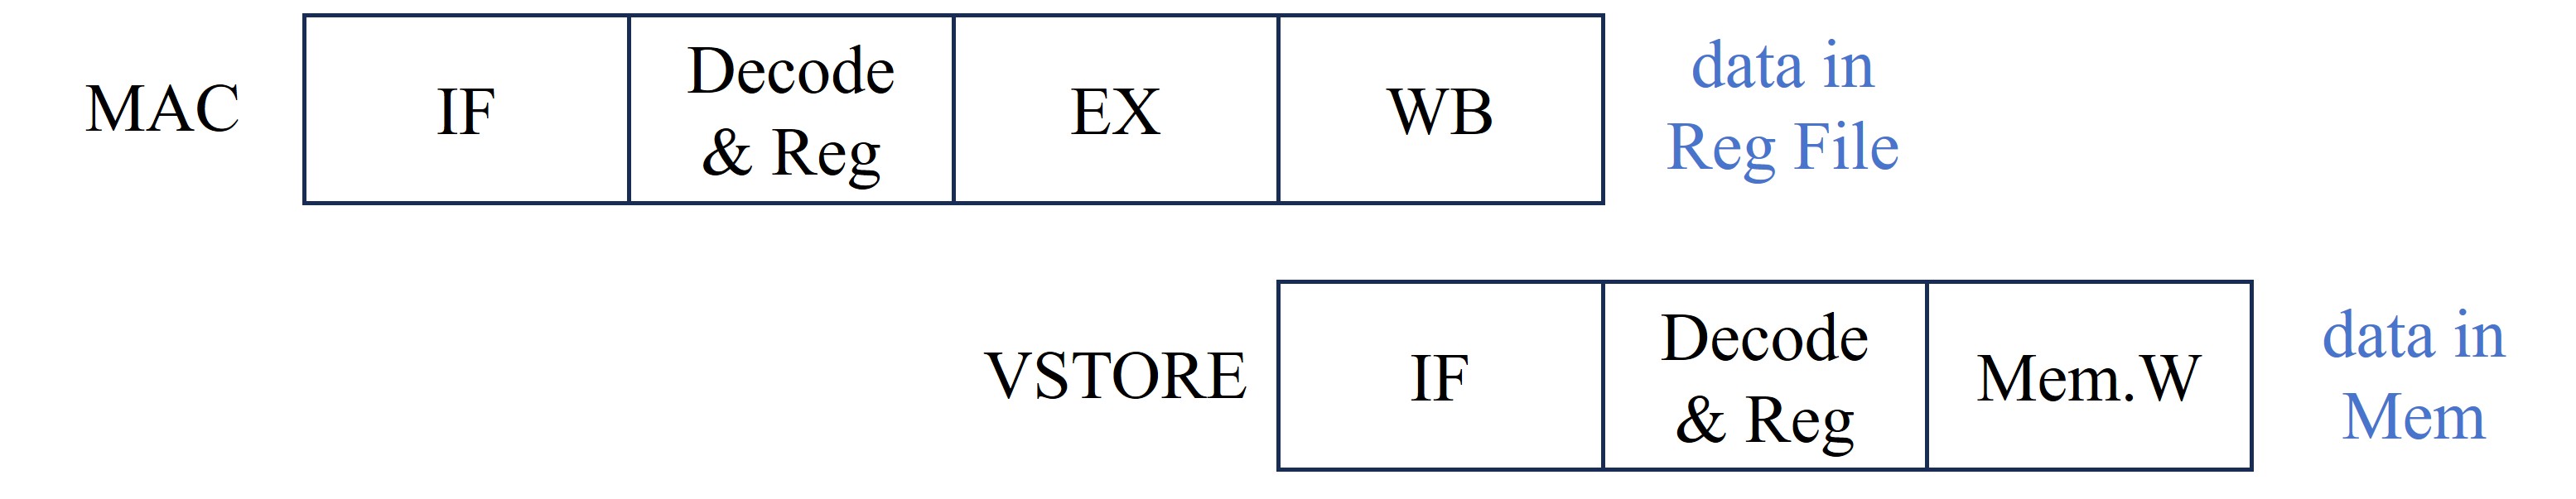 MAC
IF
Decode
& Reg
EX
WB
data in
Reg File
VSTORE
IF
Decode
& Reg
Mem.W
data in
Mem